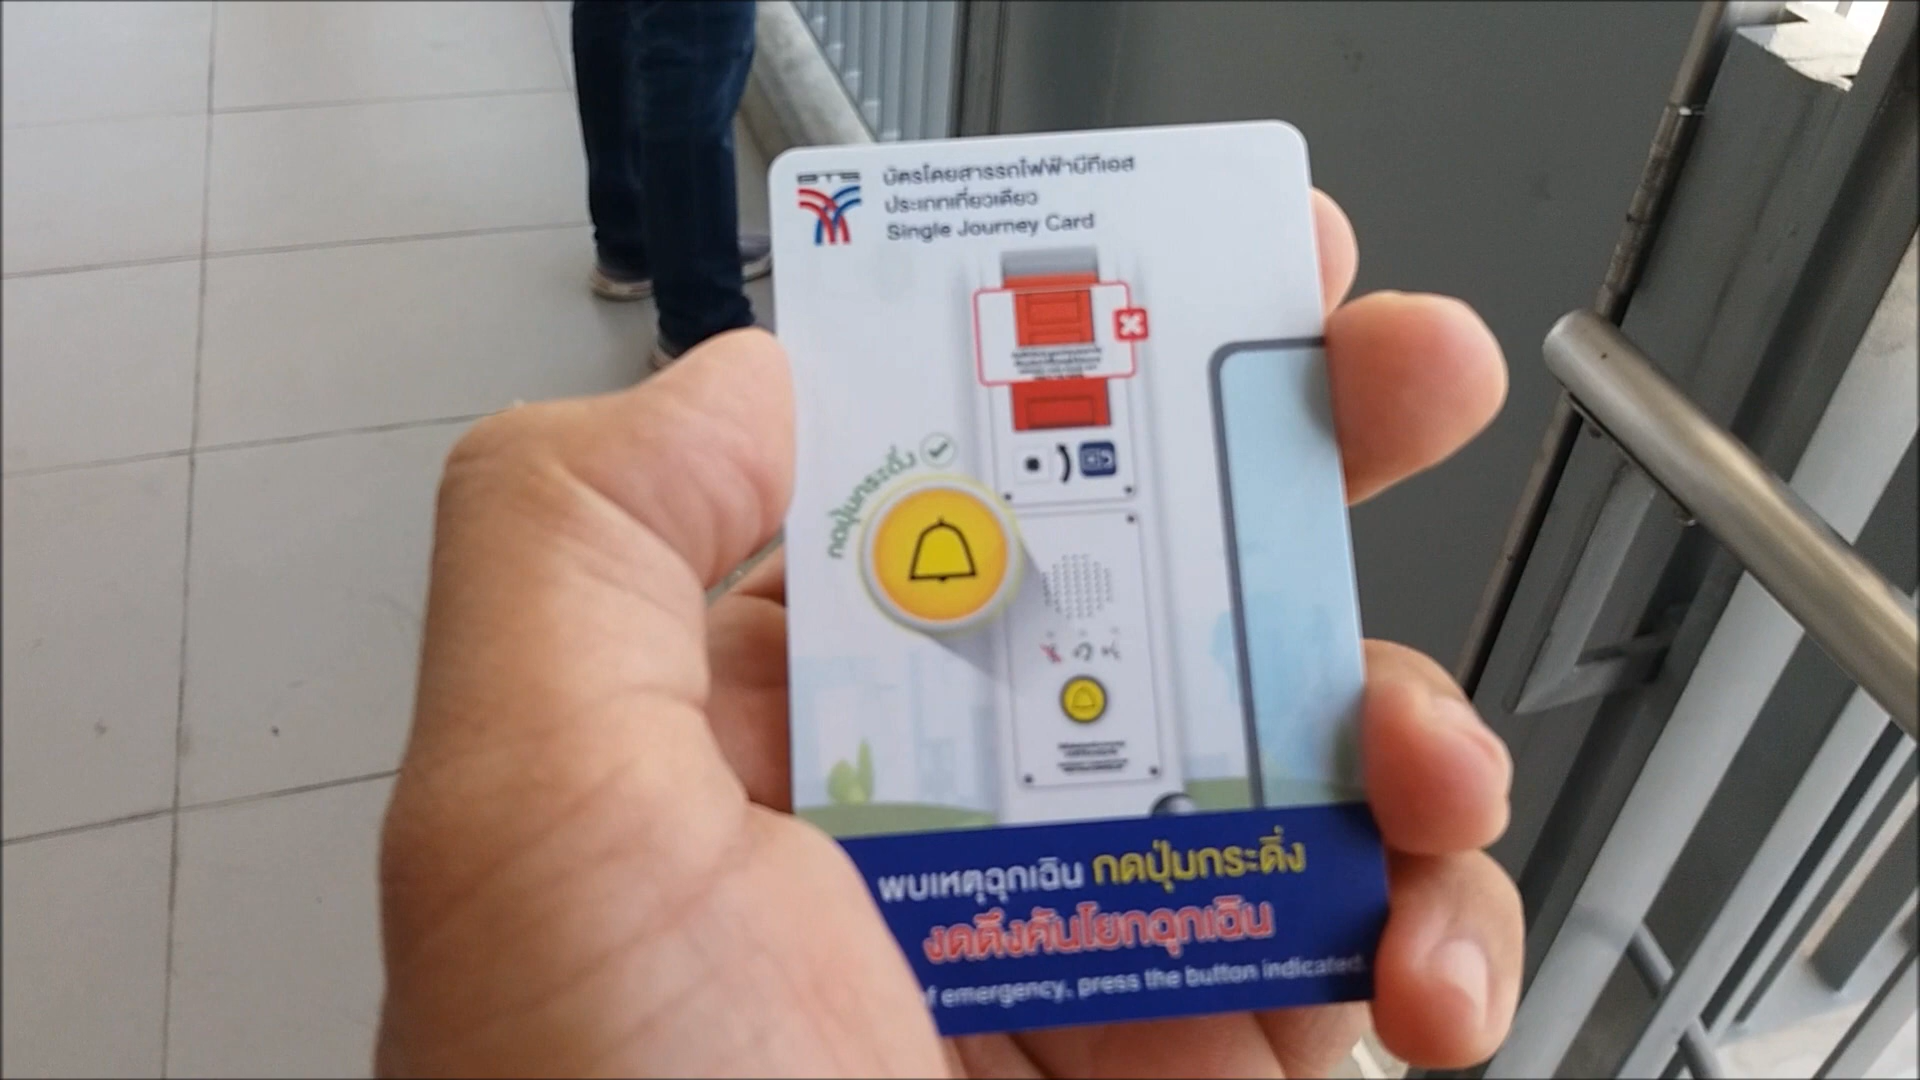 BTS
บัตรโดยสารรถไฟฟ้าบีทีเอส
ประเภทเที่ยวเดียว
Single Journey Card
กดปุ่มกระดิ่ง
พบเหตุฉุกเฉิน กดปุ่มกระดิ่ง
งดดึงคันโยกฉุกเฉิน
f emergency, press the button indicated.